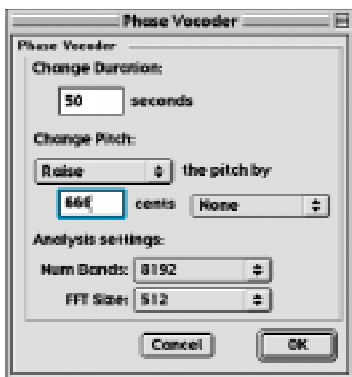 Phase Vocoder
Phase Vocoder
Change Duration:
50 seconds
Change Pitch:
Raise the pitch by
666 cents None
Analysis settings:
Num Bands: 8192
FFT Size: 512
Cancel OK